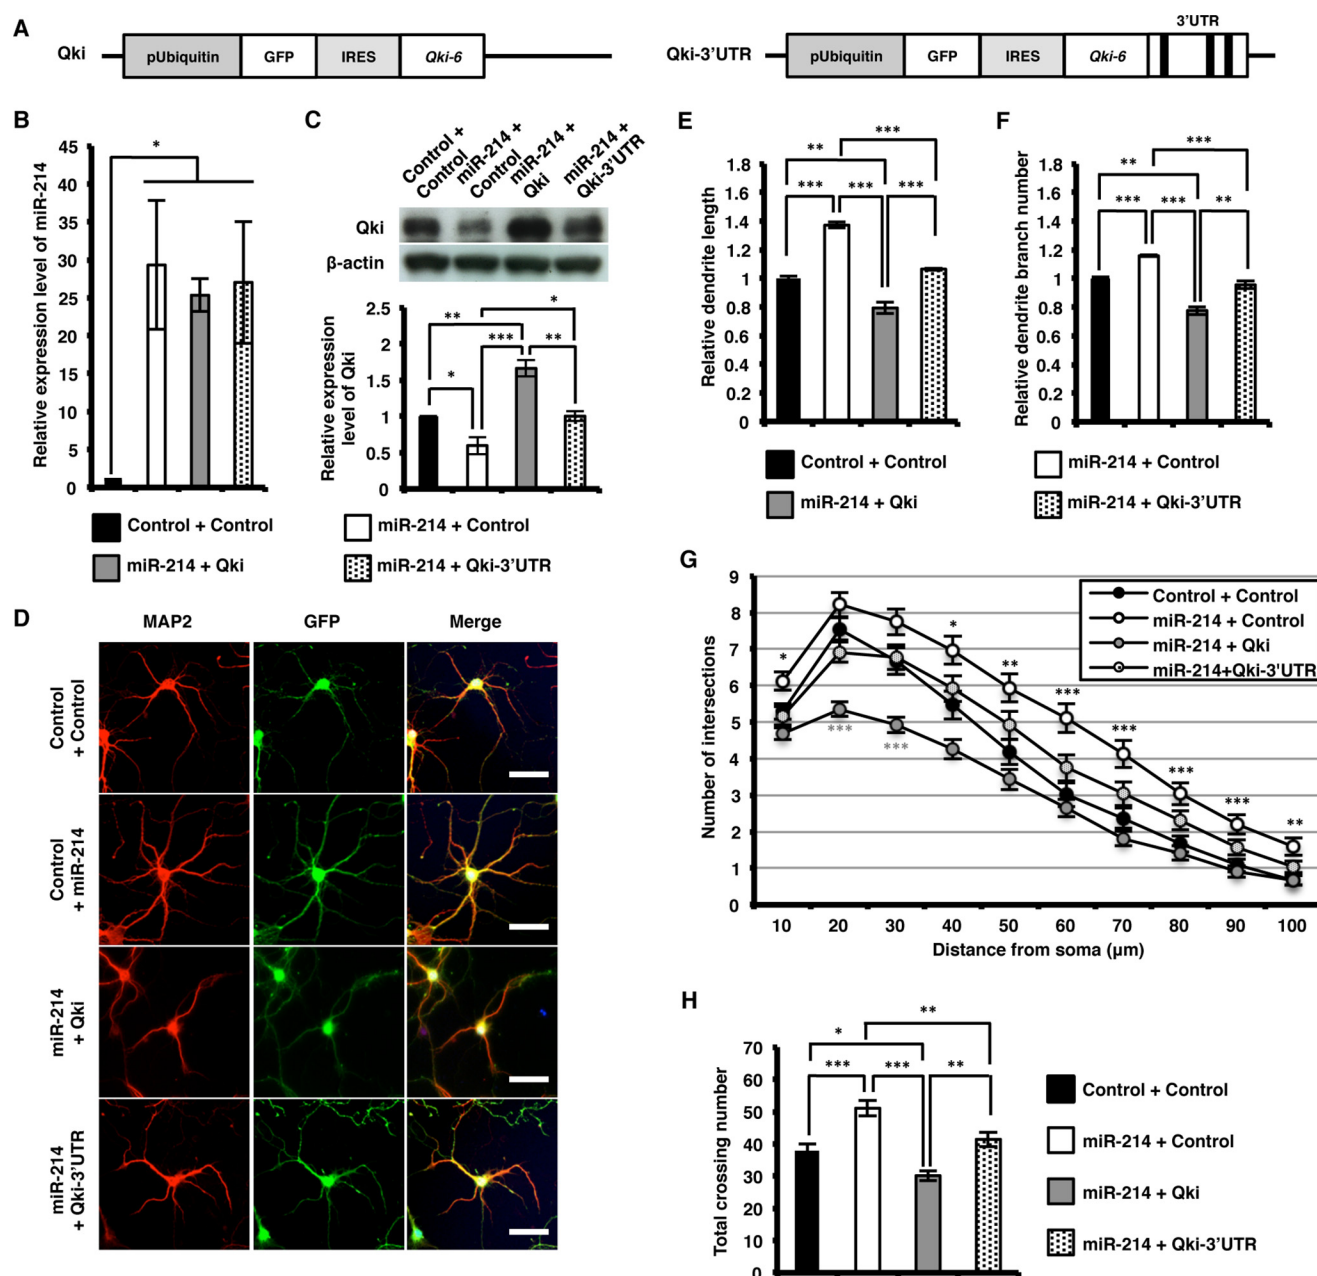 A
Qki
pUbiquitin
GFP
IRES
Qki-6
Qki-3’UTR
pUbiquitin
GFP
IRES
Qki-6
3’UTR
B
Relative expression level of miR-214
45
40
35
30
25
20
15
10
5
0
*
C
Control +
Control
miR-214 +
Control
miR-214 +
Qki
miR-214 +
Qki-3’UTR
Qki
β-actin
Relative expression
level of Qki
2.5
2
1.5
1
0.5
0
*
**
***
*
**
Control + Control
miR-214 + Control
miR-214 + Qki
miR-214 + Qki-3’UTR
D
MAP2
GFP
Merge
Control
+ Control
Control
+ miR-214
miR-214
+ Qki
miR-214
+ Qki-3’UTR
E
Relative dendrite length
1.8
1.6
1.4
1.2
1
0.8
0.6
0.4
0.2
0
***
**
***
***
***
F
Relative dendrite branch number
1.8
1.6
1.4
1.2
1
0.8
0.6
0.4
0.2
0
***
**
***
***
**
Control + Control
miR-214 + Control
miR-214 + Qki
miR-214 + Qki-3’UTR
G
Number of intersections
9
8
7
6
5
4
3
2
1
0
*
***
***
*
**
***
***
***
***
**
10 20 30 40 50 60 70 80 90 100
Distance from soma (µm)
Control + Control
miR-214 + Control
miR-214 + Qki
miR-214+Qki-3'UTR
H
Total crossing number
70
60
50
40
30
20
10
0
**
*
***
***
**
Control + Control
miR-214 + Control
miR-214 + Qki
miR-214 + Qki-3’UTR